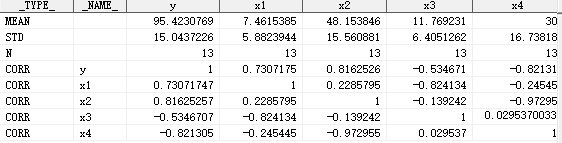 _TYPE_ _NAME_ y x1 x2 x3 x4
MEAN 95.4230769 7.4615385 48.153846 11.769231 30
STD 15.0437226 5.8823944 15.560881 6.4051262 16.73818
N 13 13 13 13 13
CORR y 1 0.7307175 0.8162526 -0.534671 -0.82131
CORR x1 0.73071747 1 0.2285795 -0.824134 -0.24545
CORR x2 0.81625257 0.2285795 1 -0.139242 -0.97295
CORR x3 -0.5346707 -0.824134 -0.139242 1 0.0295370033
CORR x4 -0.821305 -0.245445 -0.972955 0.029537 1